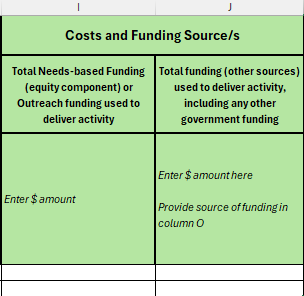 I J
Costs and Funding Source/s
Total Needs-based Funding
(equity component) or
Outreach funding used to
deliver activity
Total funding (other sources)
used to deliver activity,
including any other
government funding
Enter $ amount
Enter $ amount here
Provide source of funding in
column O